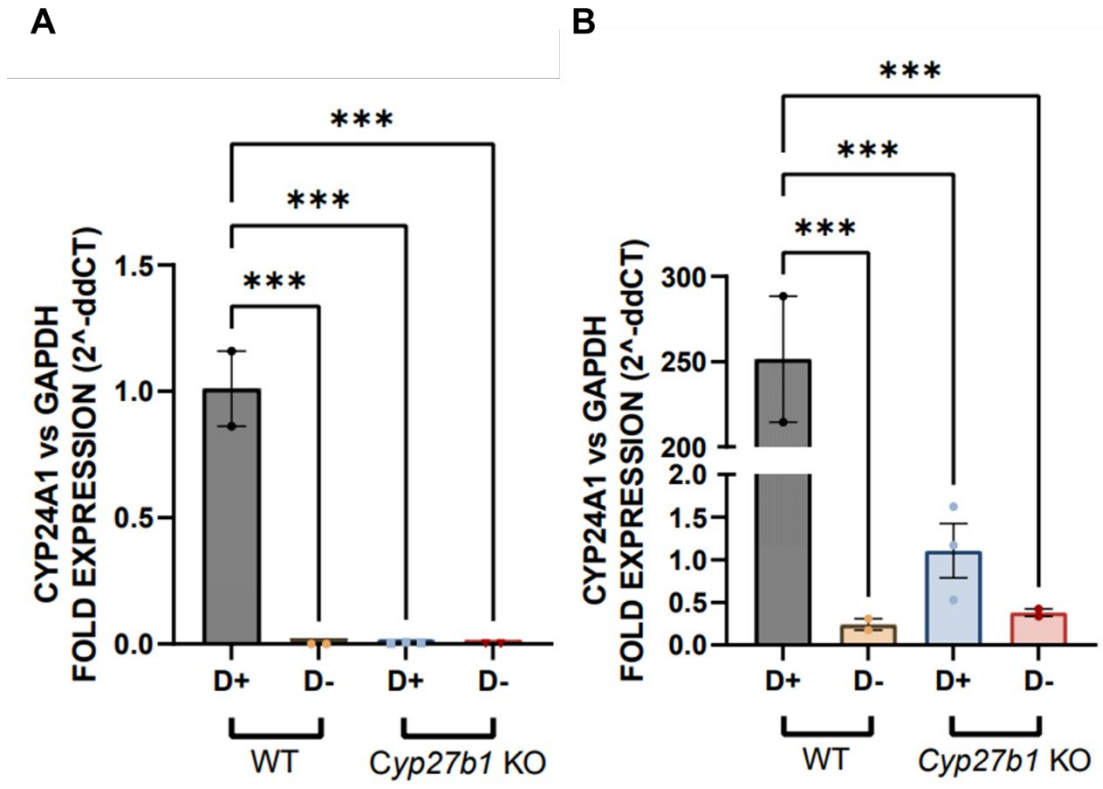 A
***
***
***
CYP24A1 vs GAPDH
FOLD EXPRESSION (2^-ddCT)
1.5
1.0
0.5
0.0
D+ D- D+ D-
WT Cyp27b1 KO
B
***
***
***
CYP24A1 vs GAPDH
FOLD EXPRESSION (2^-ddCT)
300
250
200
2.0
1.5
1.0
0.5
0.0
D+ D- D+ D-
WT Cyp27b1 KO